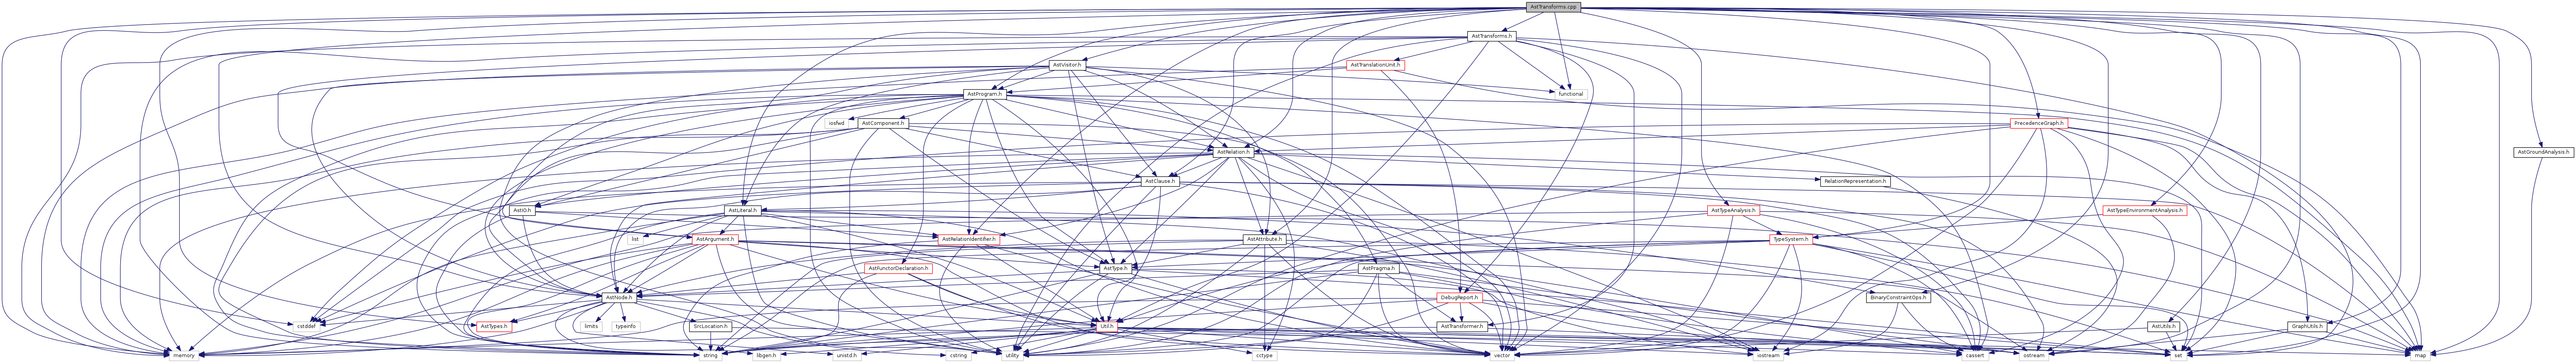 AstTransforms.cpp
AstTransforms.h
AstVisitor.h
AstTranslationUnit.h
AstProgram.h
functional
iosfwd
AstComponent.h
PrecedenceGraph.h
AstRelation.h
AstGroundAnalysis.h
AstClause.h
RelationRepresentation.h
AstIO.h
AstLiteral.h
AstTypeAnalysis.h
AstTypeEnvironmentAnalysis.h
list
AstArgument.h
AstRelationIdentifier.h
AstAttribute.h
TypeSystem.h
AstFunctorDeclaration.h
AstType.h
AstPragma.h
AstNode.h
DebugReport.h
BinaryConstraintOps.h
cstddef
AstTypes.h
limits
typeinfo
SrcLocation.h
Util.h
AstTransformer.h
AstUtils.h
GraphUtils.h
memory
string
libgen.h
unistd.h
cstring
utility
vector
cctype
iostream
cassert
ostream
set
map